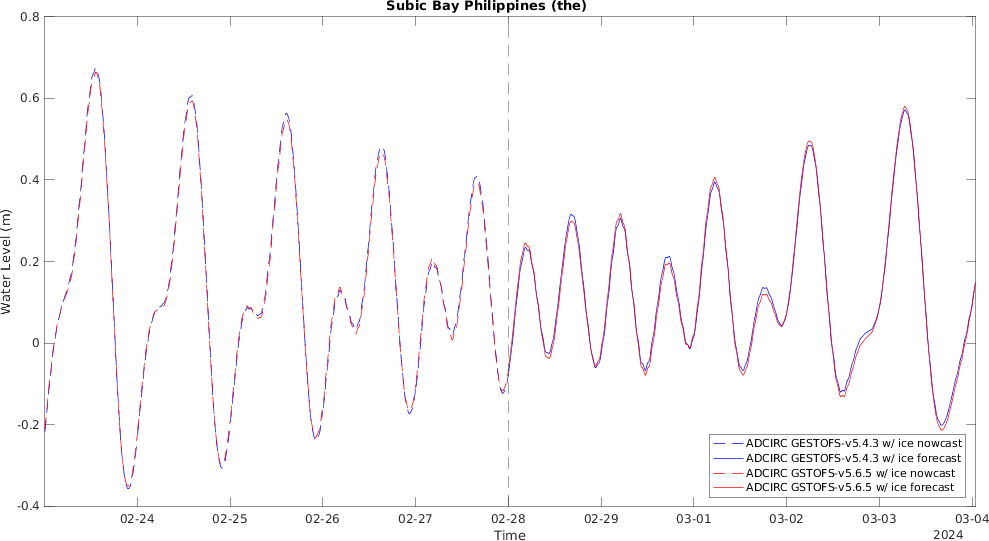 Subic Bay Philippines (the)
0.8
0.6
0.4
0.2
0
-0.2
-0.4
Water Level (m)
ADCIRC GESTOFS-v5.4.3 w/ ice nowcast
ADCIRC GESTOFS-v5.4.3 w/ ice forecast
ADCIRC GSTOFS-v5.6.5 w/ ice nowcast
ADCIRC GSTOFS-v5.6.5 w/ ice forecast
02-24 02-25 02-26 02-27 02-28 02-29 03-01 03-02 03-03 03-04
Time
2024